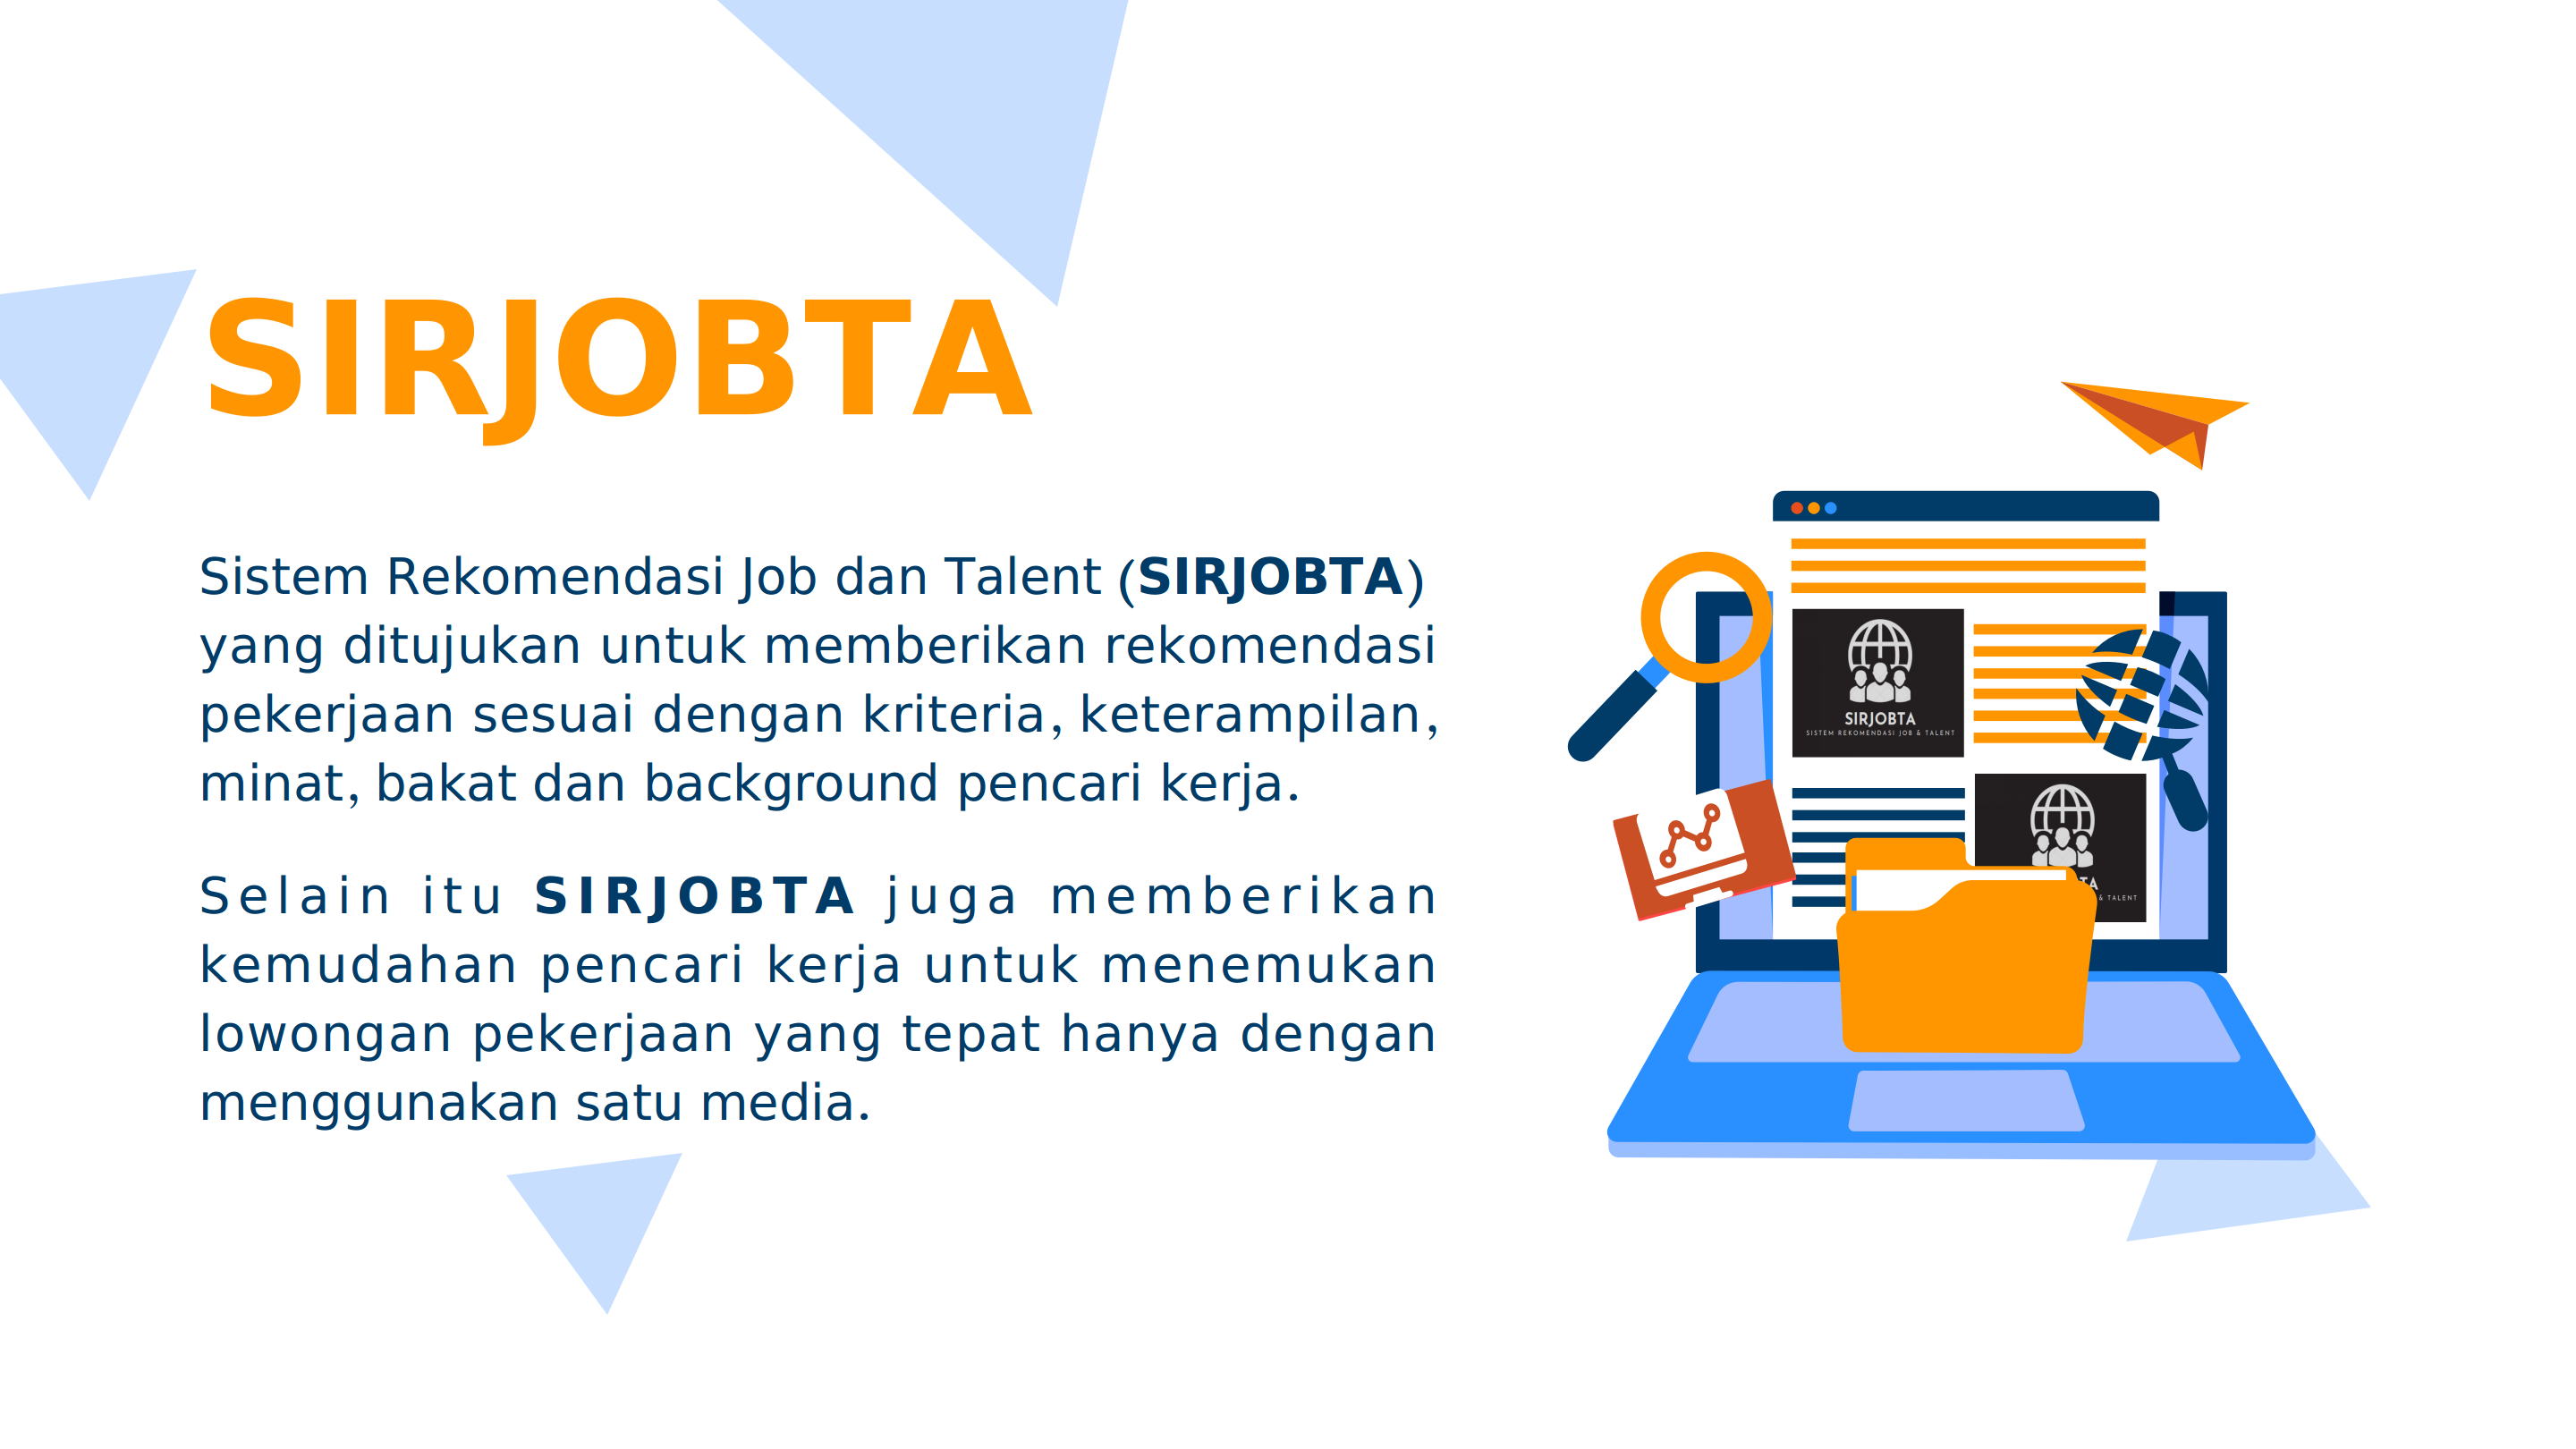 SIRJOBTA
Sistem Rekomendasi Job dan Talent (SIRJOBTA)
yang ditujukan untuk memberikan rekomendasi
pekerjaan sesuai dengan kriteria, keterampilan,
minat, bakat dan background pencari kerja.
Selain itu SIRJOBTA juga memberikan
kemudahan pencari kerja untuk menemukan
lowongan pekerjaan yang tepat hanya dengan
menggunakan satu media.
SIRJOBTA
SISTEM REKOMENDASI JOB & TALENT
TA
& TALENT